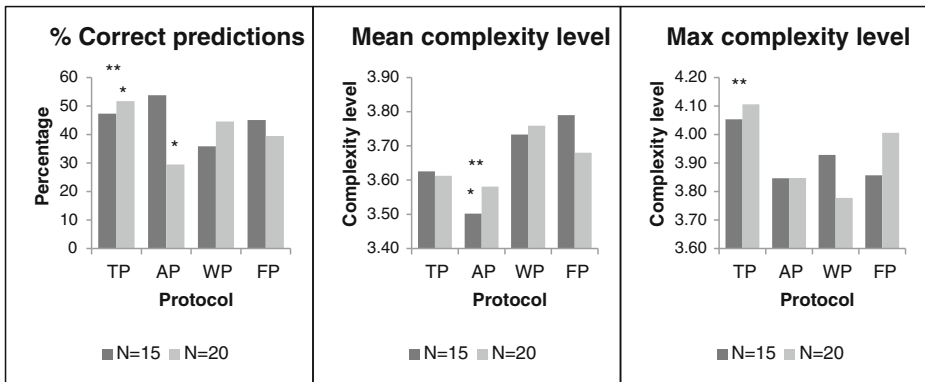 % Correct predictions
**
*
*
60
50
40
30
20
10
0
Percentage
TP AP WP FP
Protocol
N=15 N=20
Mean complexity level
3.90
3.80
3.70
3.60
3.50
3.40
Complexity level
**
*
TP AP WP FP
Protocol
N=15 N=20
Max complexity level
4.20
4.10
4.00
3.90
3.80
3.70
3.60
Complexity level
**
TP AP WP FP
Protocol
N=15 N=20